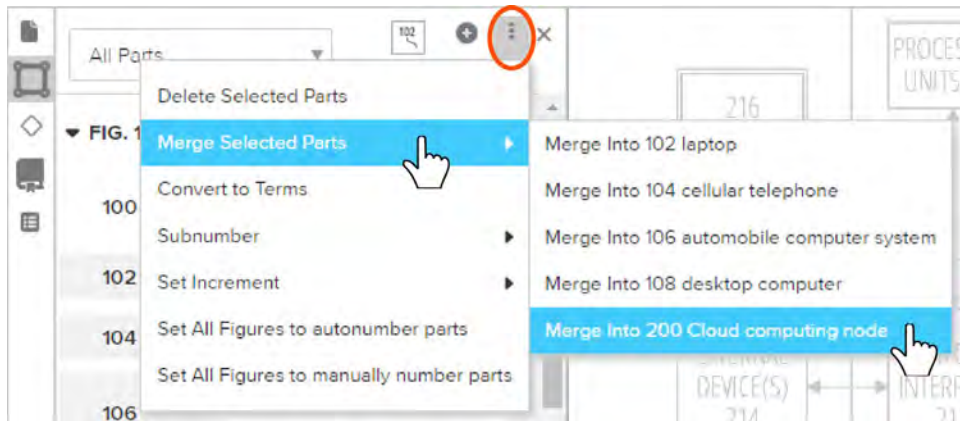 All Parts
102
Delete Selected Parts
FIG. 1
Merge Selected Parts
Convert to Terms
100
Subnumber
102
Set Increment
104
Set All Figures to autonumber parts
Set All Figures to manually number parts
106
Merge Into 102 laptop
Merge Into 104 cellular telephone
Merge Into 106 automobile computer system
Merge Into 108 desktop computer
Merge Into 200 Cloud computing node
216
UNITS
DEVICE(S)
214